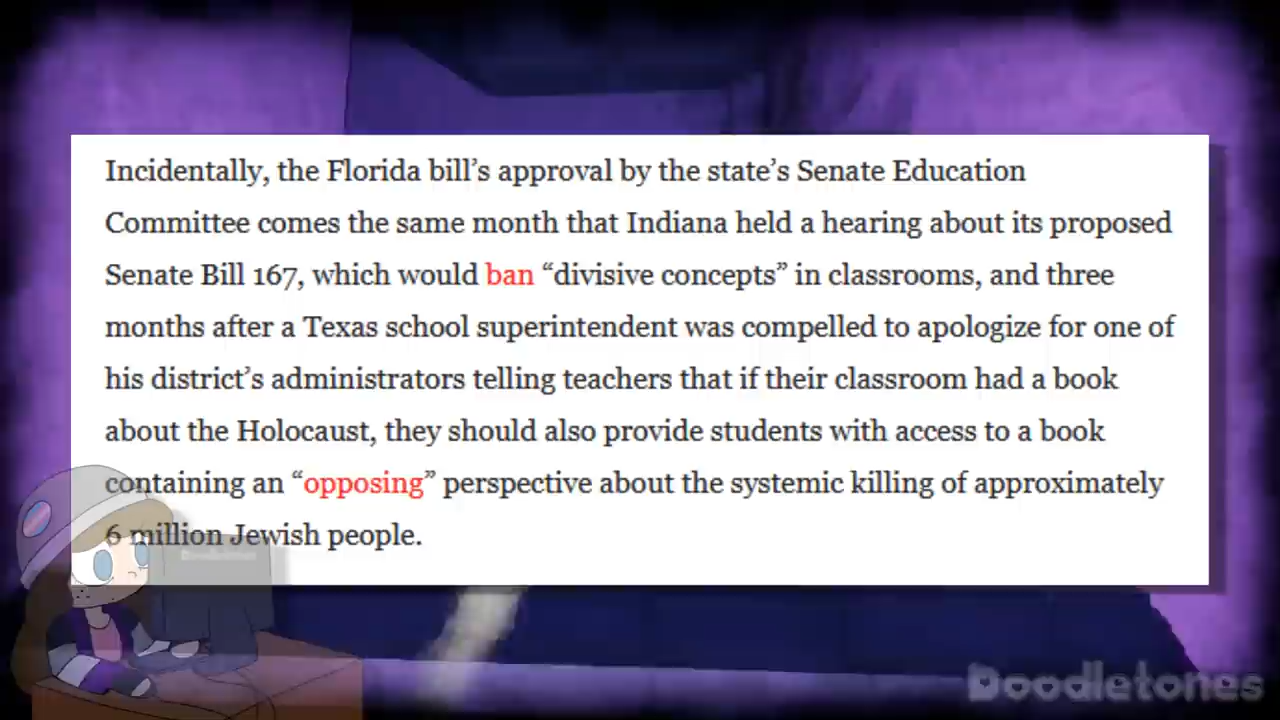 Incidentally, the Florida bill’s approval by the state’s Senate Education
Committee comes the same month that Indiana held a hearing about its proposed
Senate Bill 167, which would ban “divisive concepts” in classrooms, and three
months after a Texas school superintendent was compelled to apologize for one of
his district’s administrators telling teachers that if their classroom had a book
about the Holocaust, they should also provide students with access to a book
containing an “opposing” perspective about the systemic killing of approximately
6 million Jewish people.
Doodletones
Doodletones